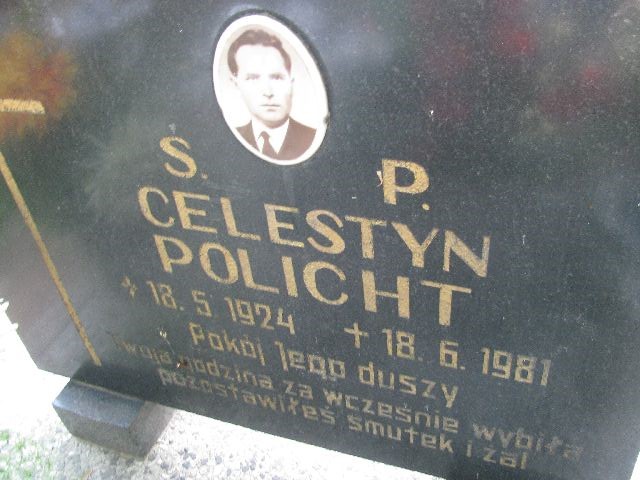 Ś. P.
CELESTYN
POLICHT
* 18. 5 1924 + 18. 6. 1981
Pokój Jego duszy
Twoja godzina za wcześnie wybiła
pozostawiłeś smutek i żal